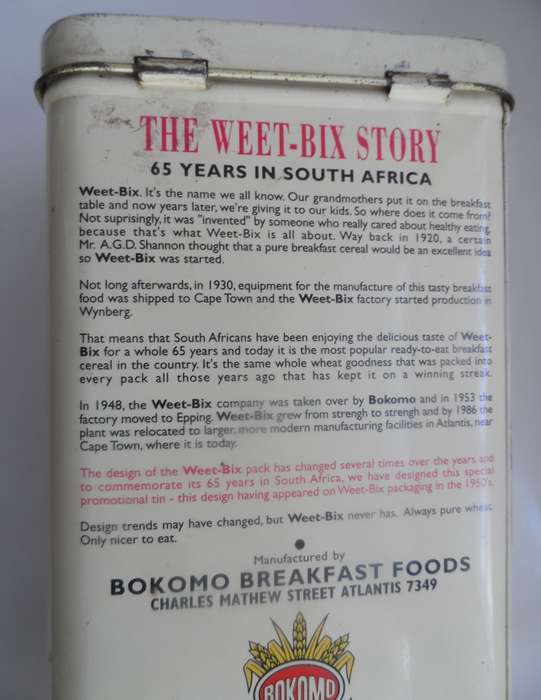 THE WEET-BIX STORY
65 YEARS IN SOUTH AFRICA
Weet-Bix. It's the name we all know. Our grandmothers put it on the breakfast
table and now years later, we're giving it to our kids. So where does it come from?
Not suprisingly, it was "invented" by someone who really cared about healthy eating,
because that's what Weet-Bix is all about. Way back in 1920, a certain
Mr. A.G.D. Shannon thought that a pure breakfast cereal would be an excellent idea
so Weet-Bix was started.
Not long afterwards, in 1930, equipment for the manufacture of this tasty breakfast
food was shipped to Cape Town and the Weet-Bix factory started production in
Wynberg.
That means that South Africans have been enjoying the delicious taste of Weet-
Bix for a whole 65 years and today it is the most popular ready-to-eat breakfast
cereal in the country. It's the same whole wheat goodness that was packed into
every pack all those years ago that has kept it on a winning streak.
In 1948, the Weet-Bix company was taken over by Bokomo and in 1953 the
factory moved to Epping. Weet-Bix grew from strengh to strengh and by 1986 the
plant was relocated to larger, more modern manufacturing facilities in Atlantis, near
Cape Town, where it is today.
The design of the Weet-Bix pack has changed several times over the years and
to commemorate its 65 years in South Africa, we have designed this special
promotional tin - this design having appeared on Weet-Bix packaging in the 1950's.
Design trends may have changed, but Weet-Bix never has. Always pure wheat.
Only nicer to eat.
Manufactured by
BOKOMO BREAKFAST FOODS
CHARLES MATHEW STREET ATLANTIS 7349
BOKOMO